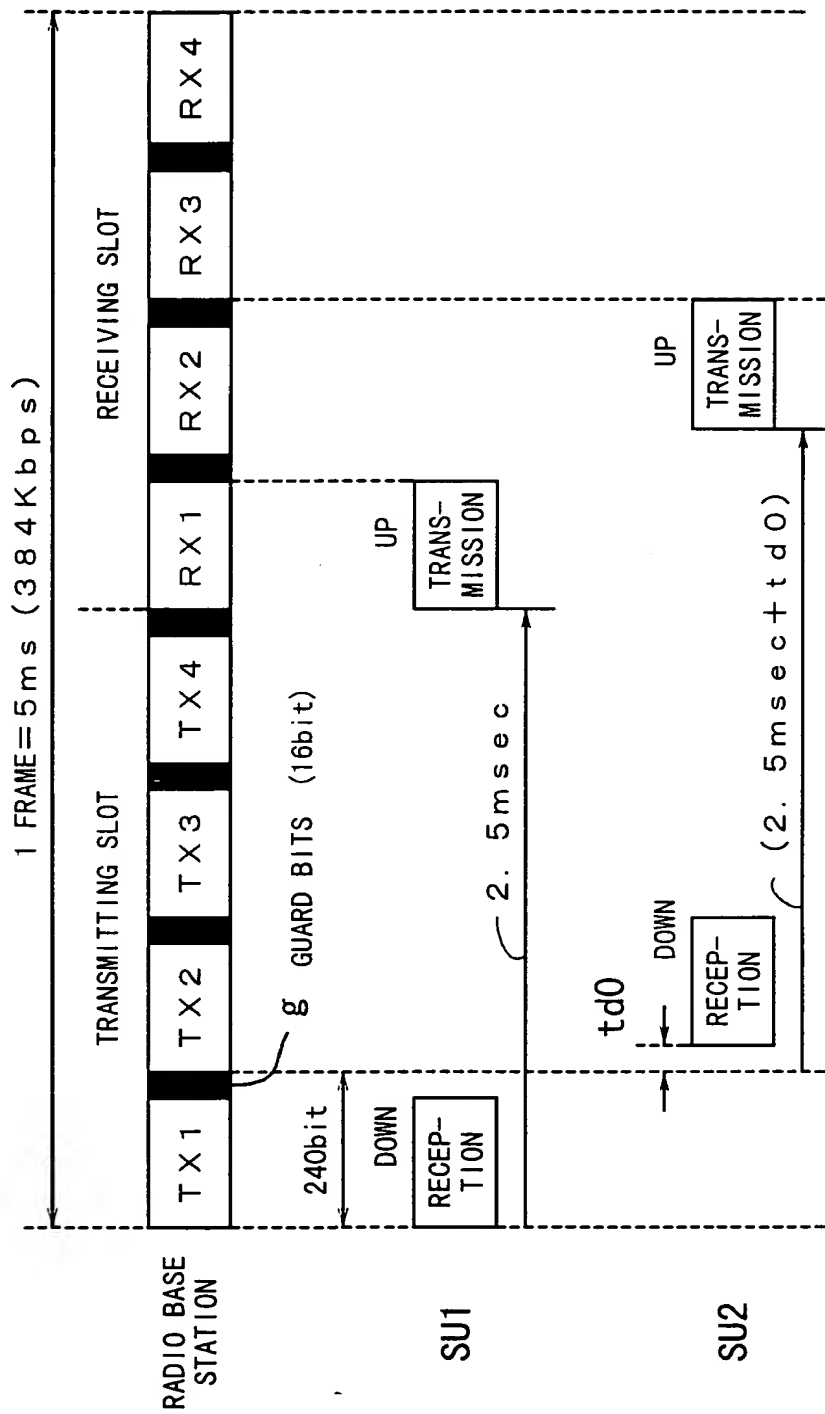 1 FRAME=5ms (384Kbps)
TRANSMITTING SLOT
RECEIVING SLOT
RADIO BASE
STATION
TX1
TX2
TX3
TX4
RX1
RX2
RX3
RX4
g
GUARD BITS (16bit)
240bit
SU1
DOWN
RECEP-
TION
UP
TRANS-
MISSION
2. 5msec
SU2
td0
DOWN
RECEP-
TION
UP
TRANS-
MISSION
(2. 5msec+td0)